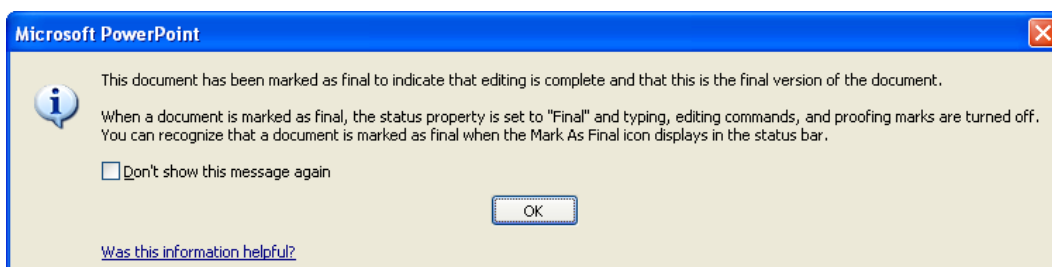 Microsoft PowerPoint
This document has been marked as final to indicate that editing is complete and that this is the final version of the document.
When a document is marked as final, the status property is set to "Final" and typing, editing commands, and proofing marks are turned off.
You can recognize that a document is marked as final when the Mark As Final icon displays in the status bar.
Don't show this message again
OK
Was this information helpful?